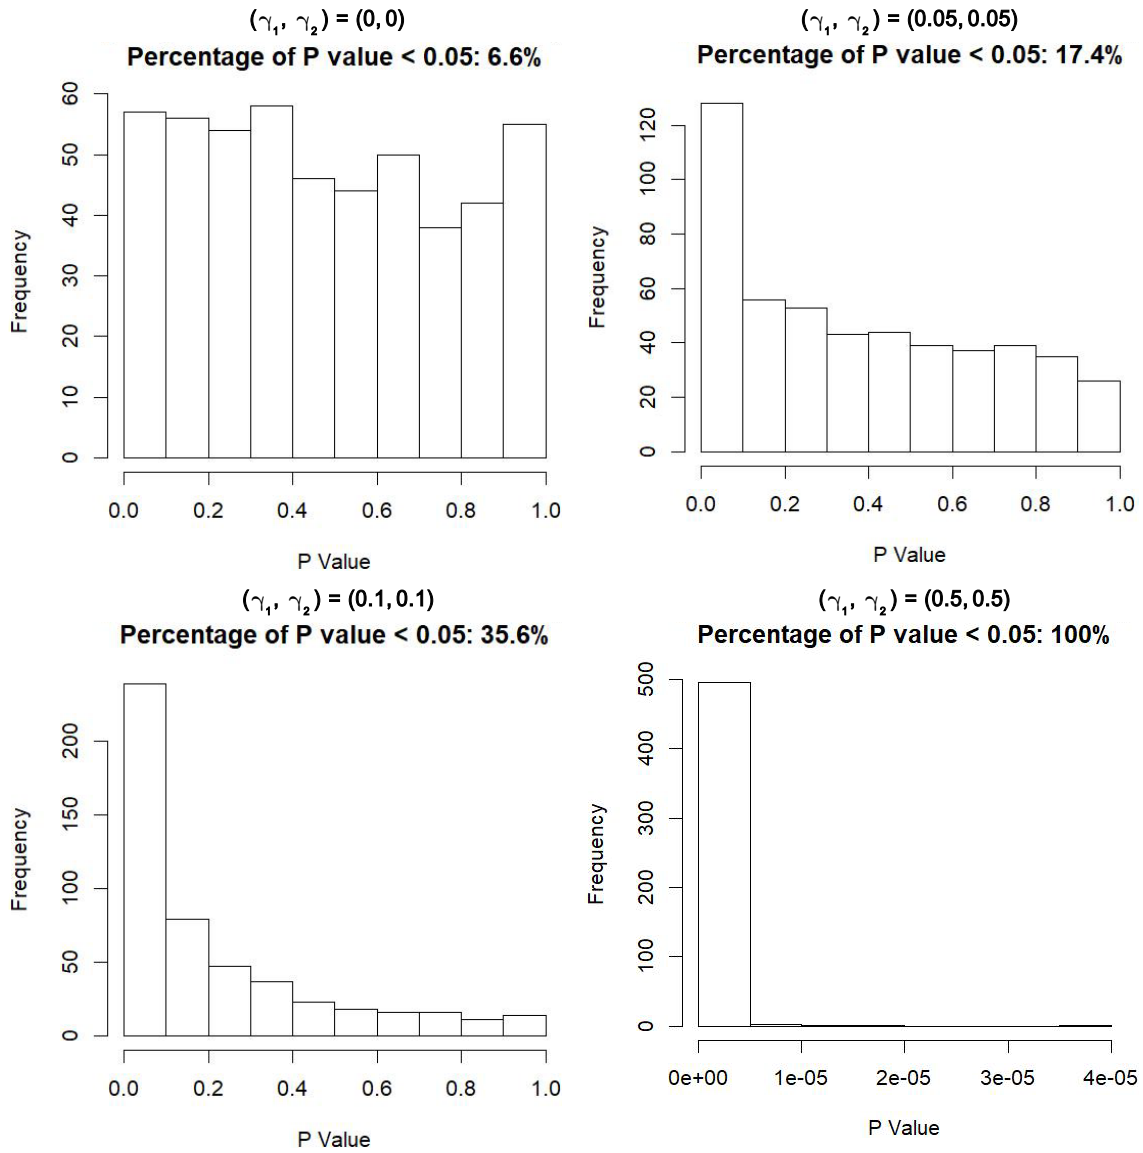 (γ1, γ2) = (0, 0)
Percentage of P value < 0.05: 6.6%
Frequency
60
50
40
30
20
10
0
0.0 0.2 0.4 0.6 0.8 1.0
P Value
(γ1, γ2) = (0.05, 0.05)
Percentage of P value < 0.05: 17.4%
Frequency
120
100
80
60
40
20
0
0.0 0.2 0.4 0.6 0.8 1.0
P Value
(γ1, γ2) = (0.1, 0.1)
Percentage of P value < 0.05: 35.6%
Frequency
200
150
100
50
0
0.0 0.2 0.4 0.6 0.8 1.0
P Value
(γ1, γ2) = (0.5, 0.5)
Percentage of P value < 0.05: 100%
Frequency
500
400
300
200
100
0
0e+00 1e-05 2e-05 3e-05 4e-05
P Value